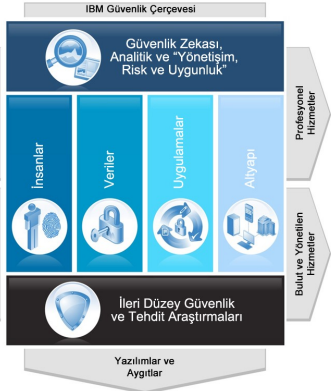 IBM Güvenlik Çerçevesi
Güvenlik Zekası,
Analitik ve “Yönetişim,
Risk ve Uygunluk”
İnsanlar
Veriler
Uygulamalar
Altyapı
İleri Düzey Güvenlik
ve Tehdit Araştırmaları
Profesyonel
Hizmetler
Bulut ve Yönetilen
Hizmetler
Yazılımlar ve
Aygıtlar